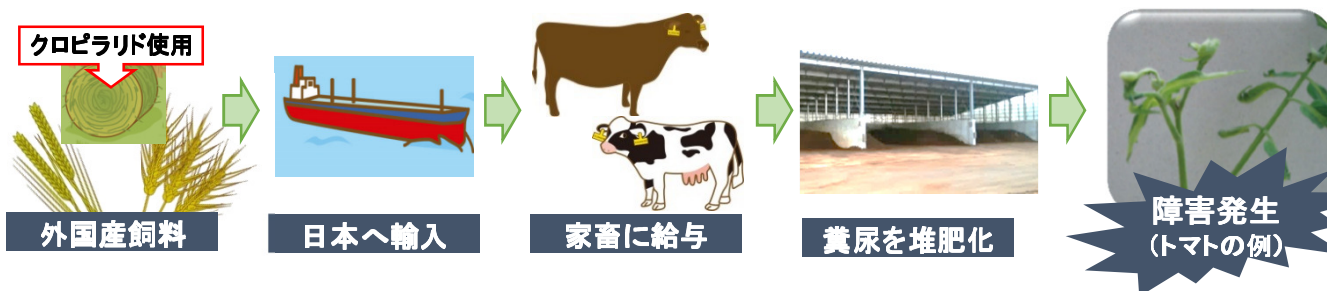 クロピラリド使用
外国産飼料
日本へ輸入
家畜に給与
糞尿を堆肥化
障害発生
(トマトの例)